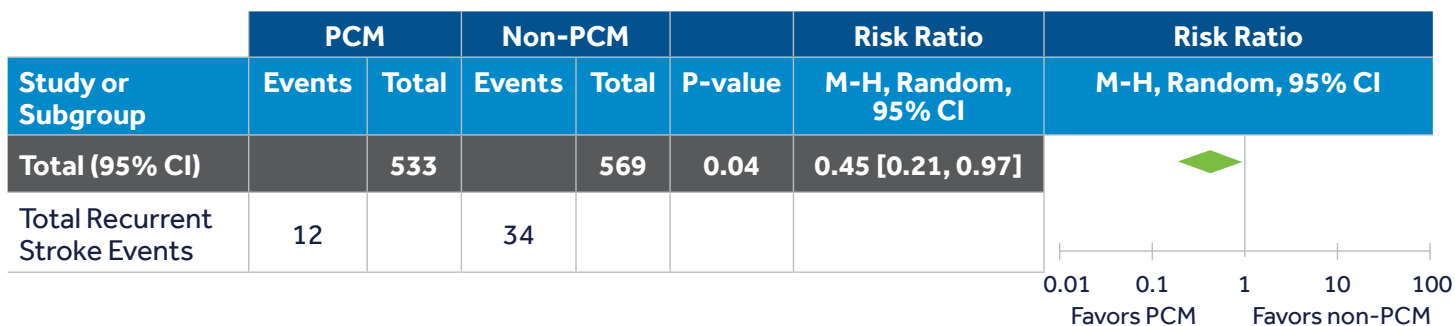 PCM Non-PCM Risk Ratio Risk Ratio
Study or Subgroup Events Total Events Total P-value M-H, Random, 95% CI M-H, Random, 95% CI
Total (95% CI) 533 569 0.04 0.45 [0.21, 0.97]
Total Recurrent Stroke Events 12 34
0.01 0.1 1 10 100
Favors PCM Favors non-PCM